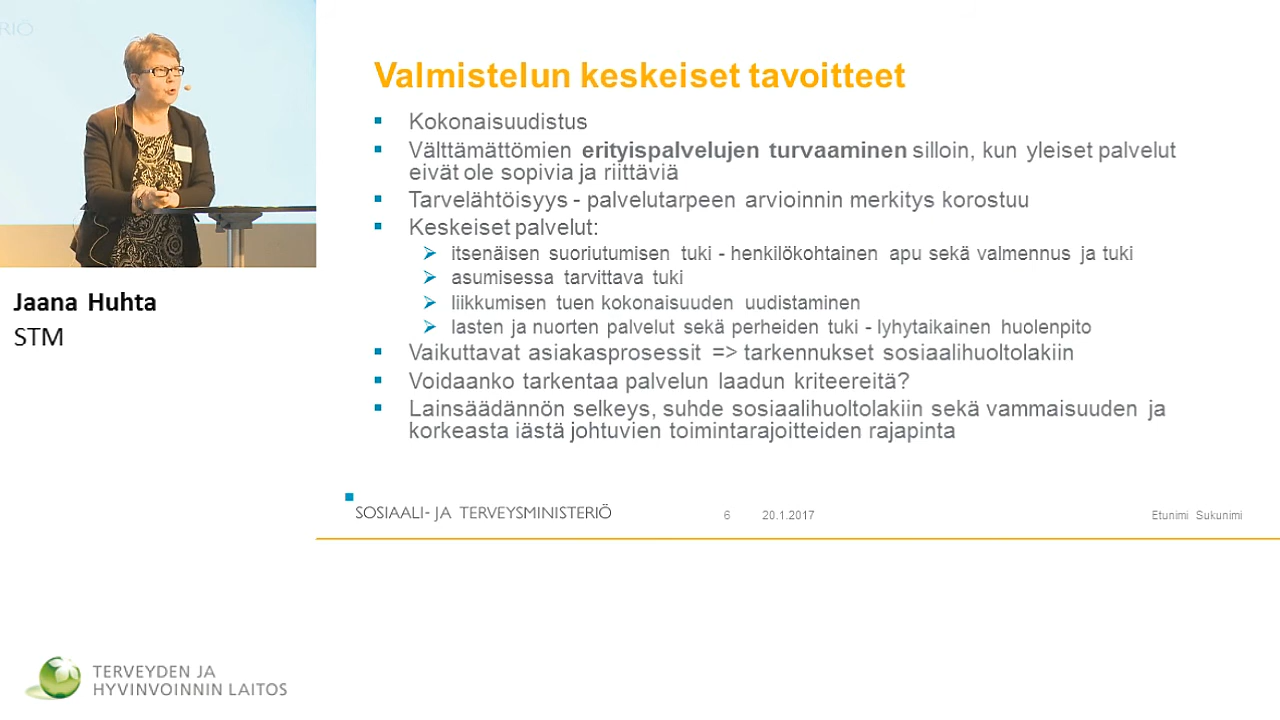 RIÖ
Jaana Huhta
STM
Valmistelun keskeiset tavoitteet
Kokonaisuudistus
Välttämättömien erityispalvelujen turvaaminen silloin, kun yleiset palvelut
eivät ole sopivia ja riittäviä
Tarvelähtöisyys - palvelutarpeen arvioinnin merkitys korostuu
Keskeiset palvelut:
itsenäisen suoriutumisen tuki - henkilökohtainen apu sekä valmennus ja tuki
asumisessa tarvittava tuki
liikkumisen tuen kokonaisuuden uudistaminen
lasten ja nuorten palvelut sekä perheiden tuki - lyhytaikainen huolenpito
Vaikuttavat asiakasprosessit => tarkennukset sosiaalihuoltolakiin
Voidaanko tarkentaa palvelun laadun kriteereitä?
Lainsäädännön selkeys, suhde sosiaalihuoltolakiin sekä vammaisuuden ja
korkeasta iästä johtuvien toimintarajoitteiden rajapinta
SOSIAALI- JA TERVEYSMINISTERIÖ 6 20.1.2017 Etunimi Sukunimi
TERVEYDEN JA
HYVINVOINNIN LAITOS